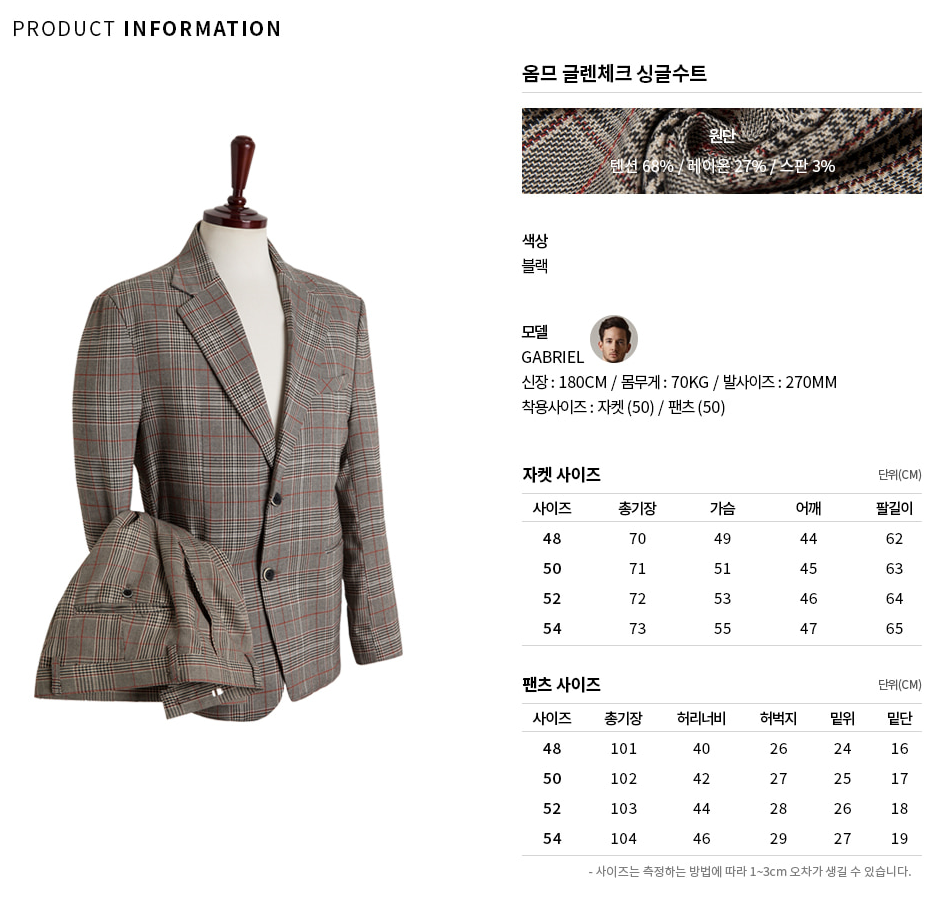 PRODUCT INFORMATION
옴므 글렌체크 싱글수트
원단
텐션 68% / 레이온 27% / 스판 3%
색상
블랙
모델
GABRIEL
신장 : 180CM / 몸무게 : 70KG / 발사이즈 : 270MM
착용사이즈 : 자켓 (50) / 팬츠 (50)
자켓 사이즈 단위(CM)
사이즈 총기장 가슴 어깨 팔길이
48 70 49 44 62
50 71 51 45 63
52 72 53 46 64
54 73 55 47 65
팬츠 사이즈 단위(CM)
사이즈 총기장 허리너비 허벅지 밑위 밑단
48 101 40 26 24 16
50 102 42 27 25 17
52 103 44 28 26 18
54 104 46 29 27 19
- 사이즈는 측정하는 방법에 따라 1~3cm 오차가 생길 수 있습니다.